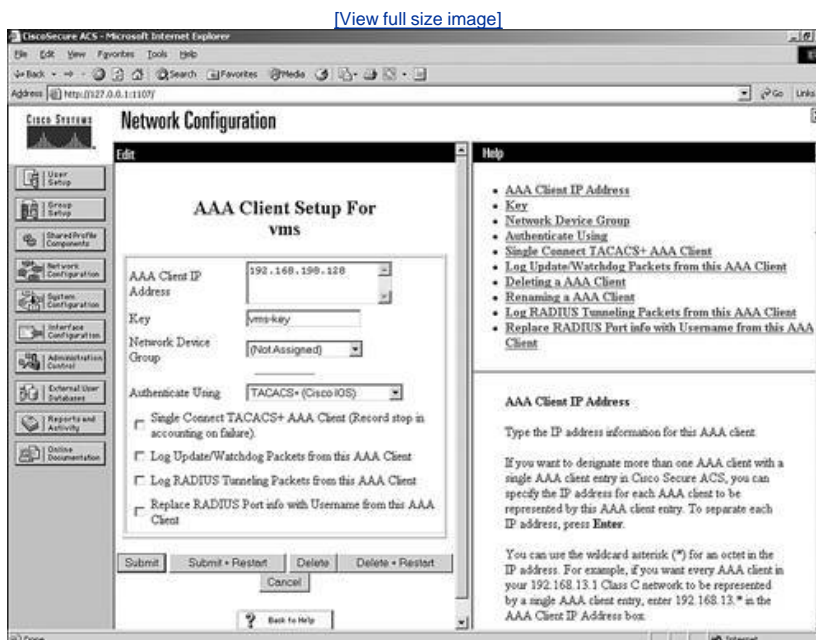 [View full size image]
CiscoSecure ACS - Microsoft Internet Explorer
File Edit View Favorites Tools Help
Back Search Favorites Media
Address http://127.0.0.1:1107/ Go Links
CISCO SYSTEMS
Network Configuration
Edit
User Setup
Group Setup
Shared Profile Components
Network Configuration
System Configuration
Interface Configuration
Administration Control
External User Databases
Reports and Activity
Online Documentation
AAA Client Setup For
vms
AAA Client IP Address
192.168.198.128
Key
vms-key
Network Device Group
(Not Assigned)
Authenticate Using
TACACS+ (Cisco IOS)
Single Connect TACACS+ AAA Client (Record stop in
accounting on failure).
Log Update/Watchdog Packets from this AAA Client
Log RADIUS Tunneling Packets from this AAA Client
Replace RADIUS Port info with Username from this AAA
Client
Submit Submit + Restart Delete Delete + Restart
Cancel
? Back to Help
Help
• AAA Client IP Address
• Key
• Network Device Group
• Authenticate Using
• Single Connect TACACS+ AAA Client
• Log Update/Watchdog Packets from this AAA Client
• Deleting a AAA Client
• Renaming a AAA Client
• Log RADIUS Tunneling Packets from this AAA Client
• Replace RADIUS Port info with Username from this AAA
Client
AAA Client IP Address
Type the IP address information for this AAA client.
If you want to designate more than one AAA client with a
single AAA client entry in Cisco Secure ACS, you can
specify the IP address for each AAA client to be
represented by this AAA client entry. To separate each
IP address, press Enter.
You can use the wildcard asterisk (*) for an octet in the
IP address. For example, if you want every AAA client in
your 192.168.13.1 Class C network to be represented
by a single AAA client entry, enter 192.168.13.* in the
AAA Client IP Address box.
Done
Internet